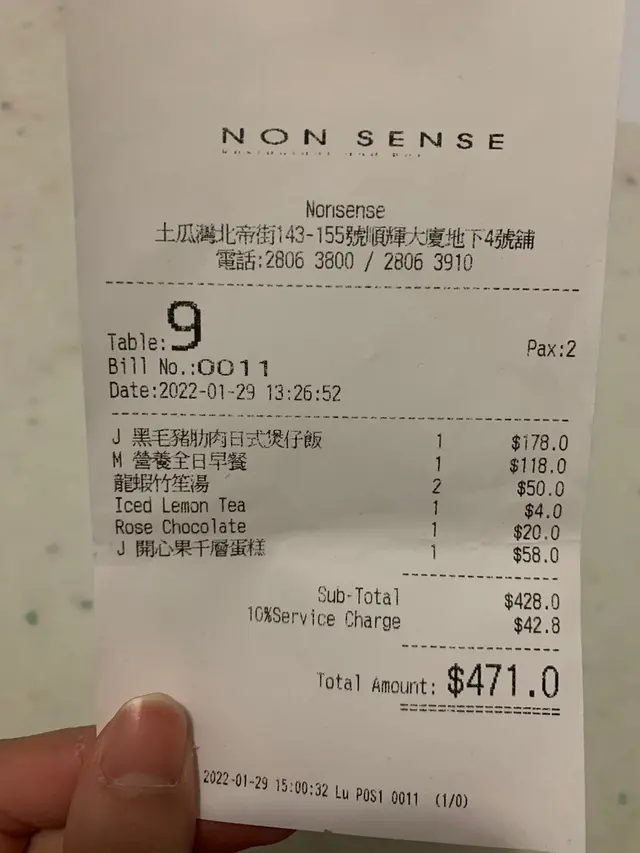 NON SENSE
Nonsense
土瓜灣北帝街143-155號順輝大廈地下4號舖
電話:2806 3800 / 2806 3910
Table:9 Pax:2
Bill No.:0011
Date:2022-01-29 13:26:52
J 黑毛豬肋肉日式煲仔飯 1 $178.0
M 營養全日早餐 1 $118.0
龍蝦竹笙湯 2 $50.0
Iced Lemon Tea 1 $4.0
Rose Chocolate 1 $20.0
J 開心果千層蛋糕 1 $58.0
Sub-Total $428.0
10%Service Charge $42.8
Total Amount: $471.0
2022-01-29 15:00:32 Lu POS1 0011 (1/0)